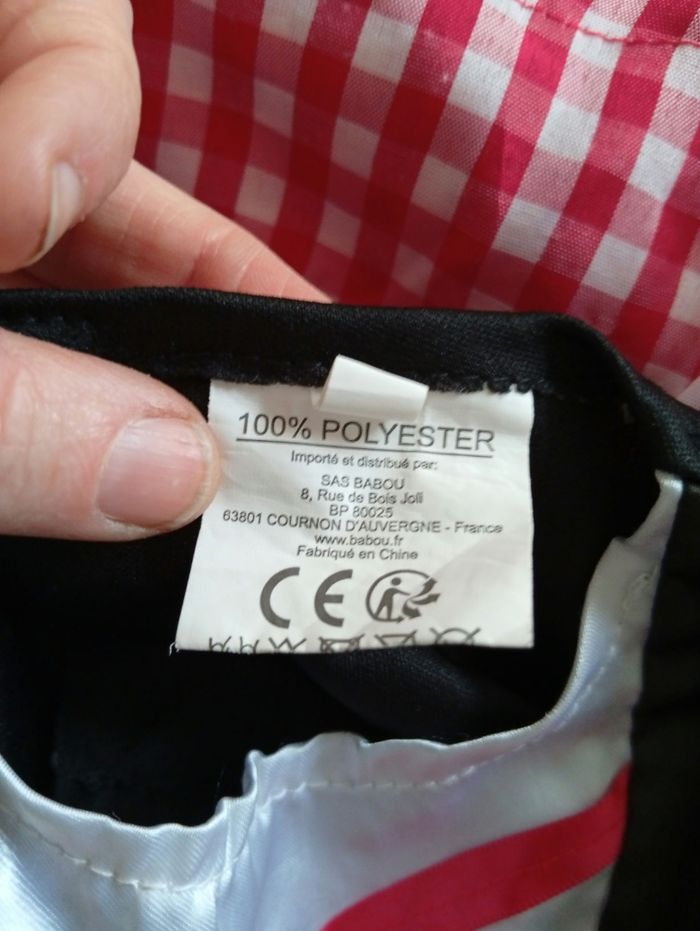 100% POLYESTER
Importé et distribué par:
SAS BABOU
8, Rue de Bois Joli
BP 80025
63801 COURNON D'AUVERGNE - France
www.babou.fr
Fabriqué en Chine
CE